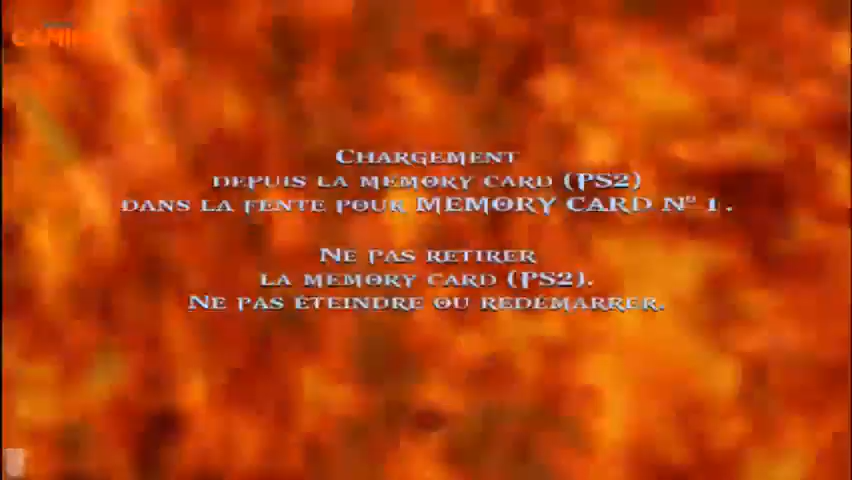 CHARGEMENT
DEPUIS LA MEMORY CARD (PS2)
DANS LA FENTE POUR MEMORY CARD Nº 1.
NE PAS RETIRER
LA MEMORY CARD (PS2).
NE PAS ÉTEINDRE OU REDÉMARRER.